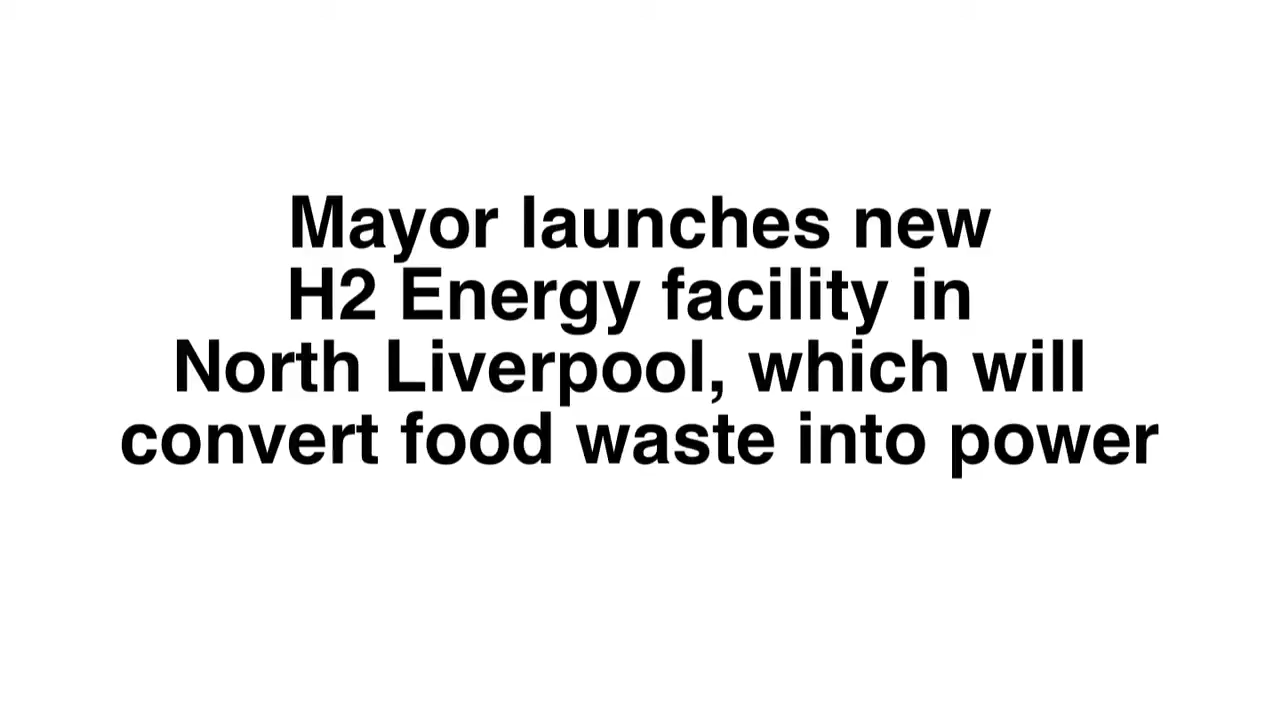 Mayor launches new
H2 Energy facility in
North Liverpool, which will
convert food waste into power